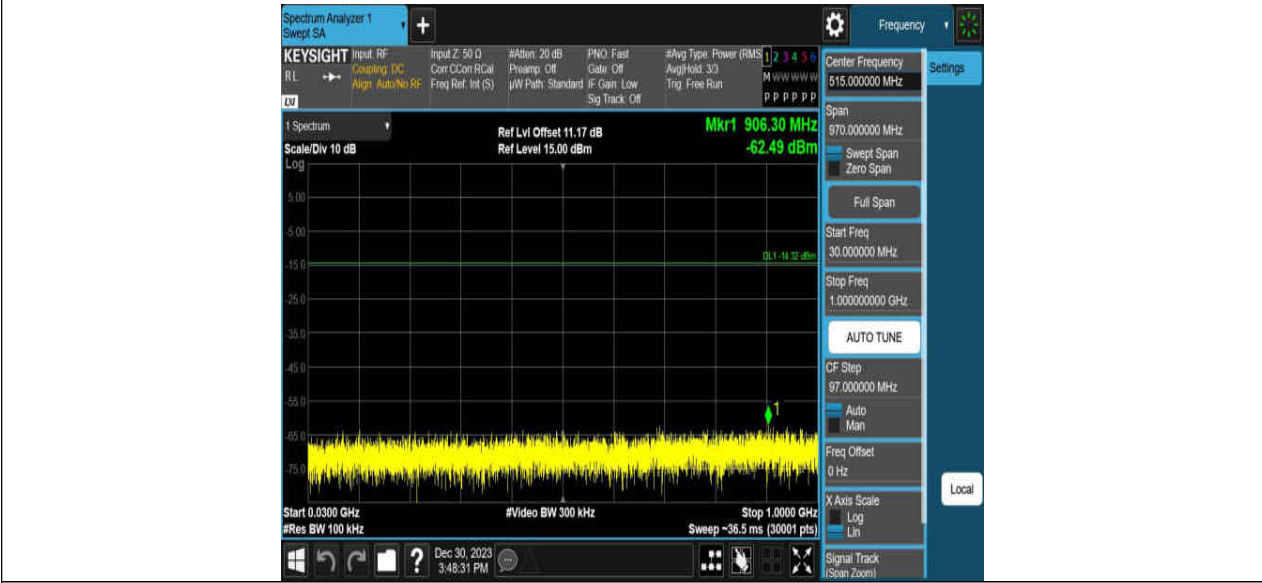 Spectrum Analyzer 1
Swept SA
+
Frequency
KEYSIGHT
RL
LXI
Input: RF
Coupling: DC
Align: Auto/No RF
Input Z: 50 Ω
Corr CCorr RCal
Freq Ref: Int (S)
#Atten: 20 dB
Preamp: Off
µW Path: Standard
PNO: Fast
Gate: Off
IF Gain: Low
Sig Track: Off
#Avg Type: Power (RMS
Avg|Hold: 3/3
Trig: Free Run
1 2 3 4 5 6
M W W W W W
P P P P P P
1 Spectrum
Scale/Div 10 dB
Log
Ref Lvl Offset 11.17 dB
Ref Level 15.00 dBm
Mkr1 906.30 MHz
-62.49 dBm
5.00
-5.00
-15.0
-25.0
-35.0
-45.0
-55.0
-65.0
-75.0
DL1 -14.32 dBm
1
Start 0.0300 GHz
#Res BW 100 kHz
#Video BW 300 kHz
Stop 1.0000 GHz
Sweep ~36.5 ms (30001 pts)
?
Dec 30, 2023
3:48:31 PM
Center Frequency
515.000000 MHz
Settings
Span
970.000000 MHz
Swept Span
Zero Span
Full Span
Start Freq
30.000000 MHz
Stop Freq
1.000000000 GHz
AUTO TUNE
CF Step
97.000000 MHz
Auto
Man
Freq Offset
0 Hz
X Axis Scale
Log
Lin
Local
Signal Track
(Span Zoom)